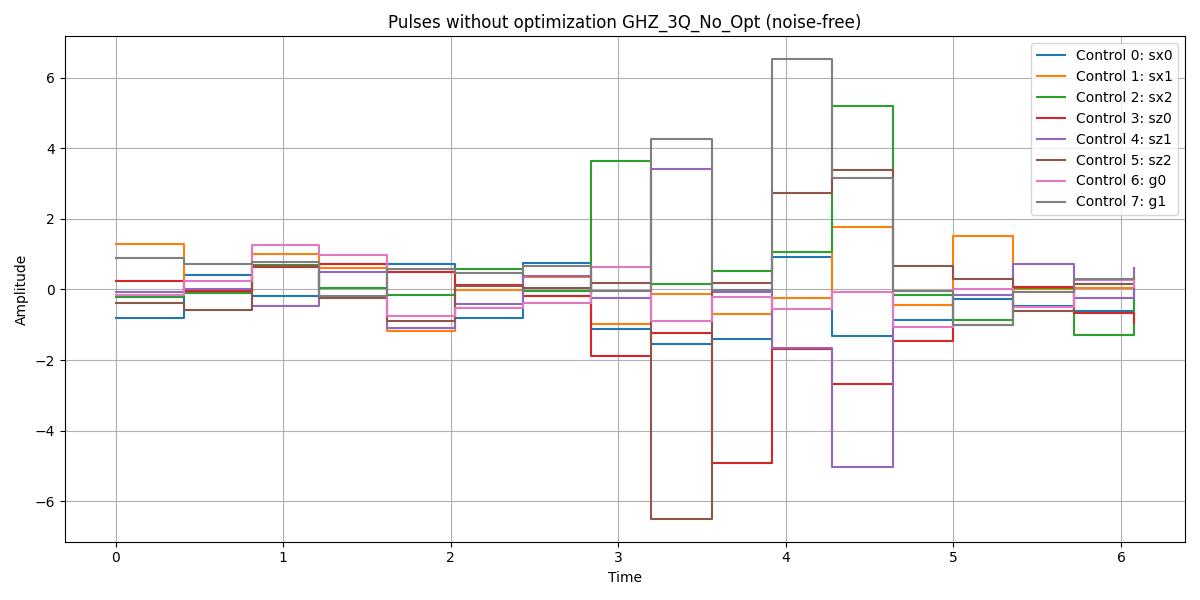 Pulses without optimization GHZ_3Q_No_Opt (noise-free)
Control 0: sx0
Control 1: sx1
Control 2: sx2
Control 3: sz0
Control 4: sz1
Control 5: sz2
Control 6: g0
Control 7: g1
6
4
2
0
−2
−4
−6
Amplitude
0 1 2 3 4 5 6
Time